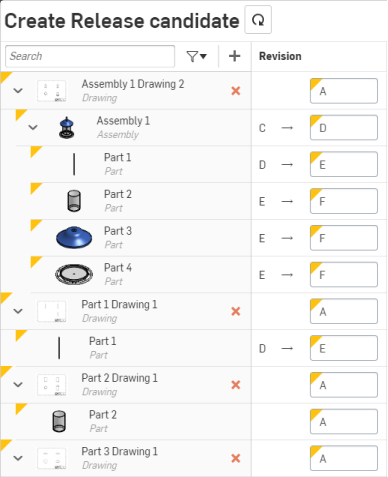 Create Release candidate
Search Revision
Assembly 1 Drawing 2
Drawing
A
Assembly 1
Assembly
C → D
Part 1
Part
D → E
Part 2
Part
E → F
Part 3
Part
E → F
Part 4
Part
E → F
Part 1 Drawing 1
Drawing
A
Part 1
Part
D → E
Part 2 Drawing 1
Drawing
A
Part 2
Part
A
Part 3 Drawing 1
Drawing
A